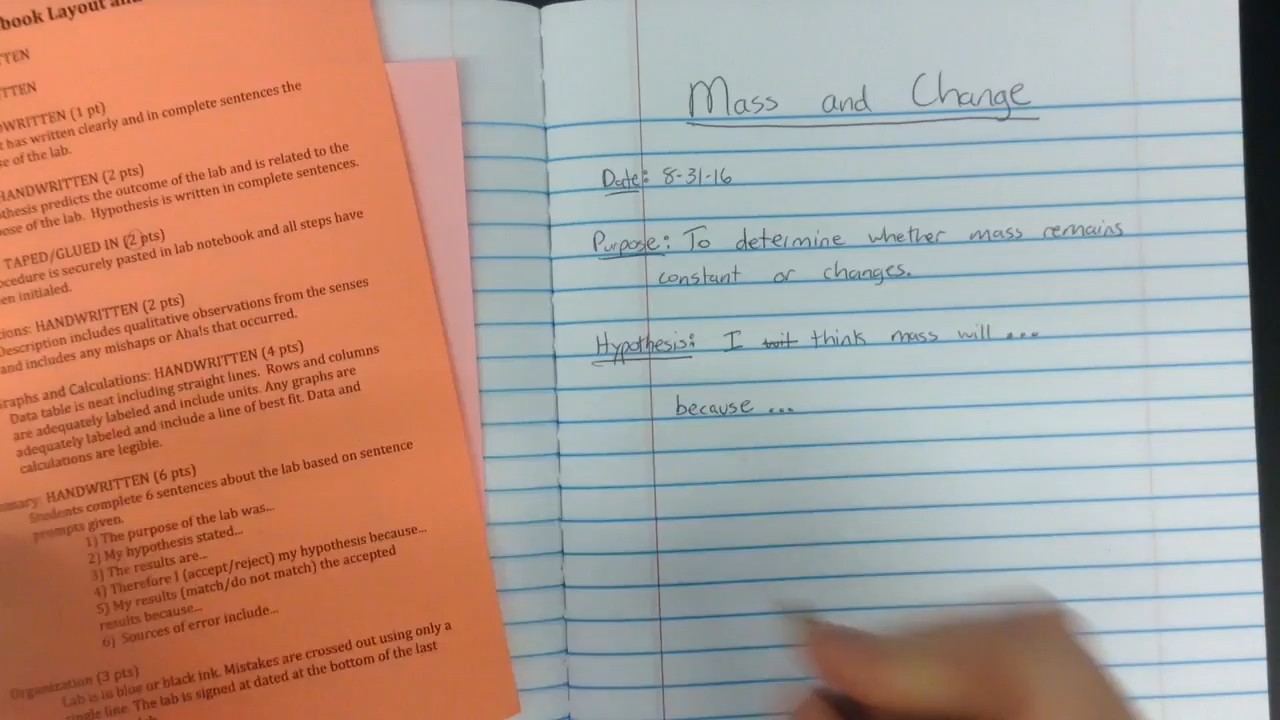 book Layout and
TTEN
TTEN
WRITTEN (1 pt)
has written clearly and in complete sentences the
se of the lab.
HANDWRITTEN (2 pts)
thesis predicts the outcome of the lab and is related to the
ose of the lab. Hypothesis is written in complete sentences.
TAPED/GLUED IN (2 pts)
ocedure is securely pasted in lab notebook and all steps have
en initialed.
tions: HANDWRITTEN (2 pts)
Description includes qualitative observations from the senses
and includes any mishaps or Aha!s that occurred.
Graphs and Calculations: HANDWRITTEN (4 pts)
Data table is neat including straight lines. Rows and columns
are adequately labeled and include units. Any graphs are
adequately labeled and include a line of best fit. Data and
calculations are legible.
mmary: HANDWRITTEN (6 pts)
Students complete 6 sentences about the lab based on sentence
prompts given.
1) The purpose of the lab was...
2) My hypothesis stated...
3) The results are...
4) Therefore I (accept/reject) my hypothesis because...
5) My results (match/do not match) the accepted
results because...
6) Sources of error include...
Organization (3 pts)
Lab is in blue or black ink. Mistakes are crossed out using only a
single line. The lab is signed at dated at the bottom of the last
Mass and Change
Date: 8-31-16
Purpose: To determine whether mass remains
constant or changes.
Hypothesis: I think mass will ...
because ...